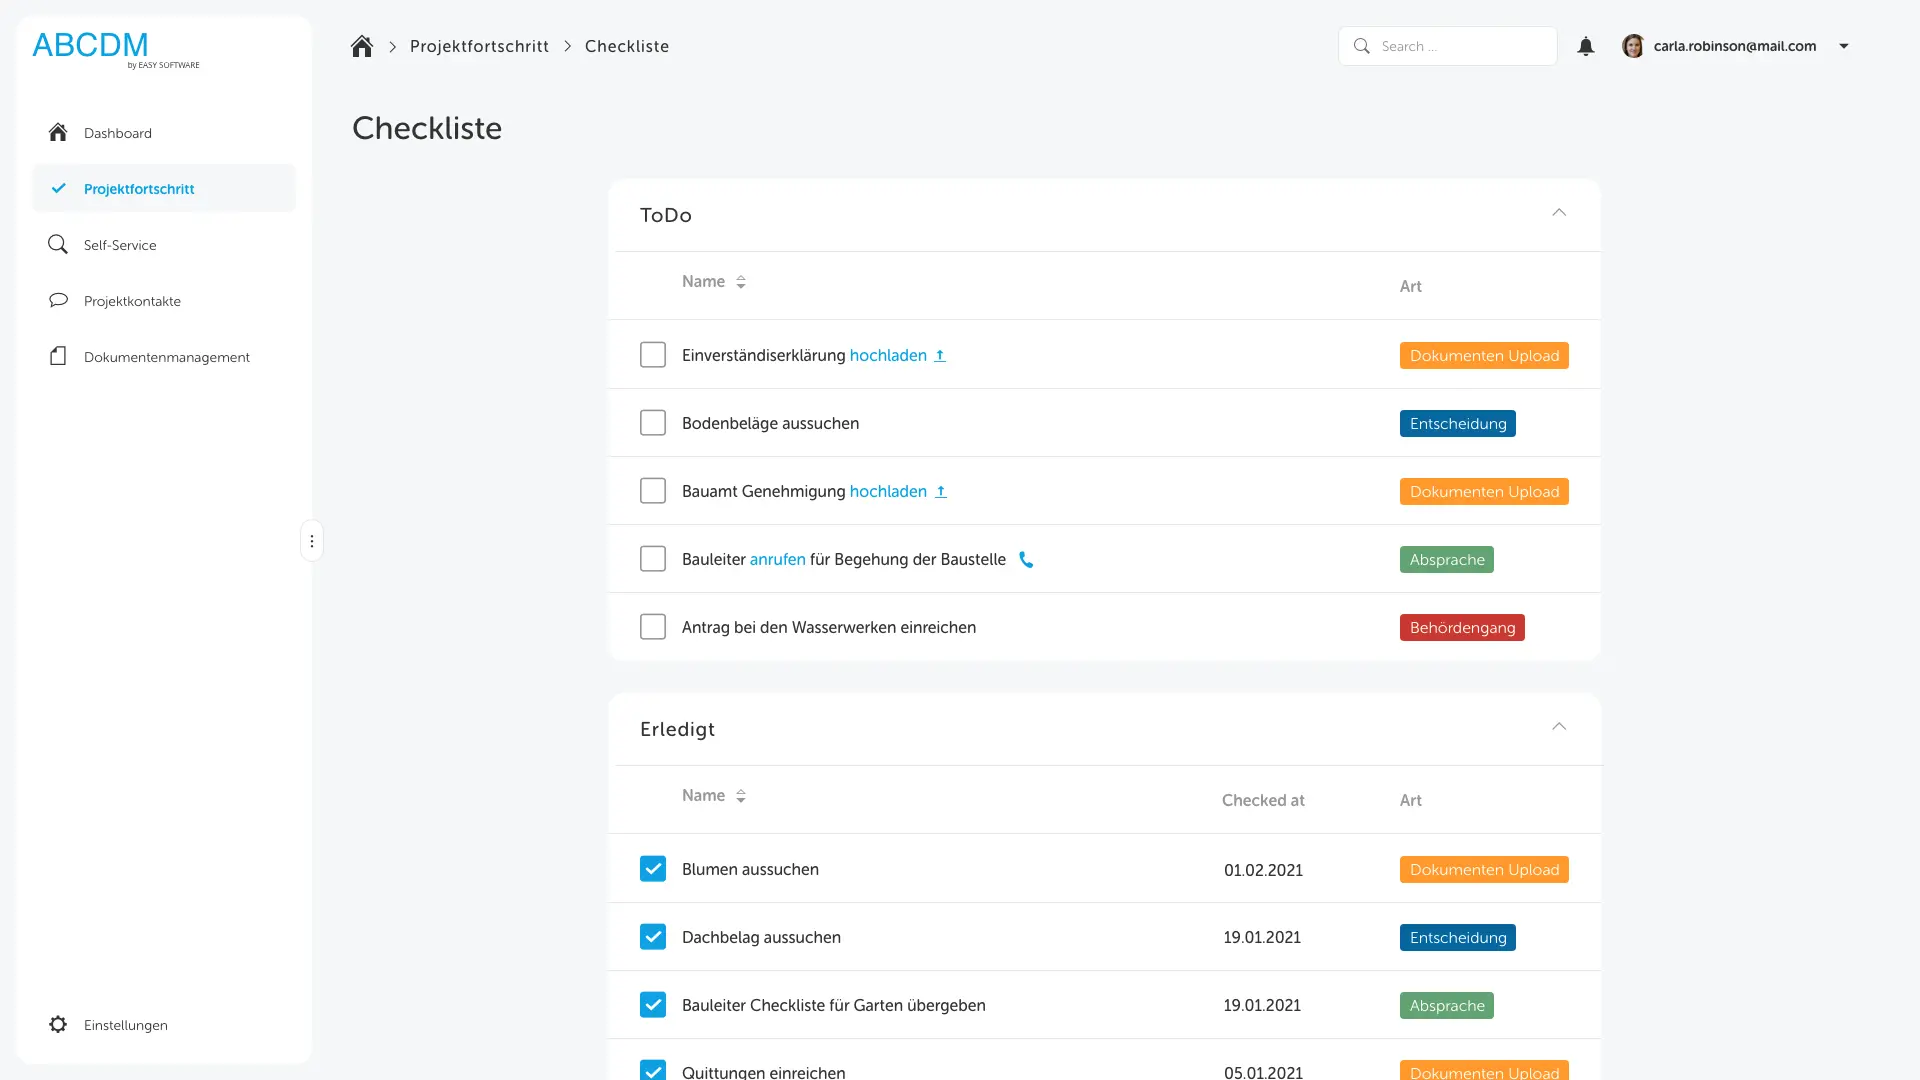 ABCDM
by EASY SOFTWARE
Dashboard
Projektfortschritt
Self-Service
Projektkontakte
Dokumentenmanagement
Einstellungen
Projektfortschritt Checkliste
Search ...
carla.robinson@mail.com
Checkliste
ToDo
Name Art
Einverständiserklärung hochladen Dokumenten Upload
Bodenbeläge aussuchen Entscheidung
Bauamt Genehmigung hochladen Dokumenten Upload
Bauleiter anrufen für Begehung der Baustelle Absprache
Antrag bei den Wasserwerken einreichen Behördengang
Erledigt
Name Checked at Art
Blumen aussuchen 01.02.2021 Dokumenten Upload
Dachbelag aussuchen 19.01.2021 Entscheidung
Bauleiter Checkliste für Garten übergeben 19.01.2021 Absprache
Quittungen einreichen 05.01.2021 Dokumenten Upload